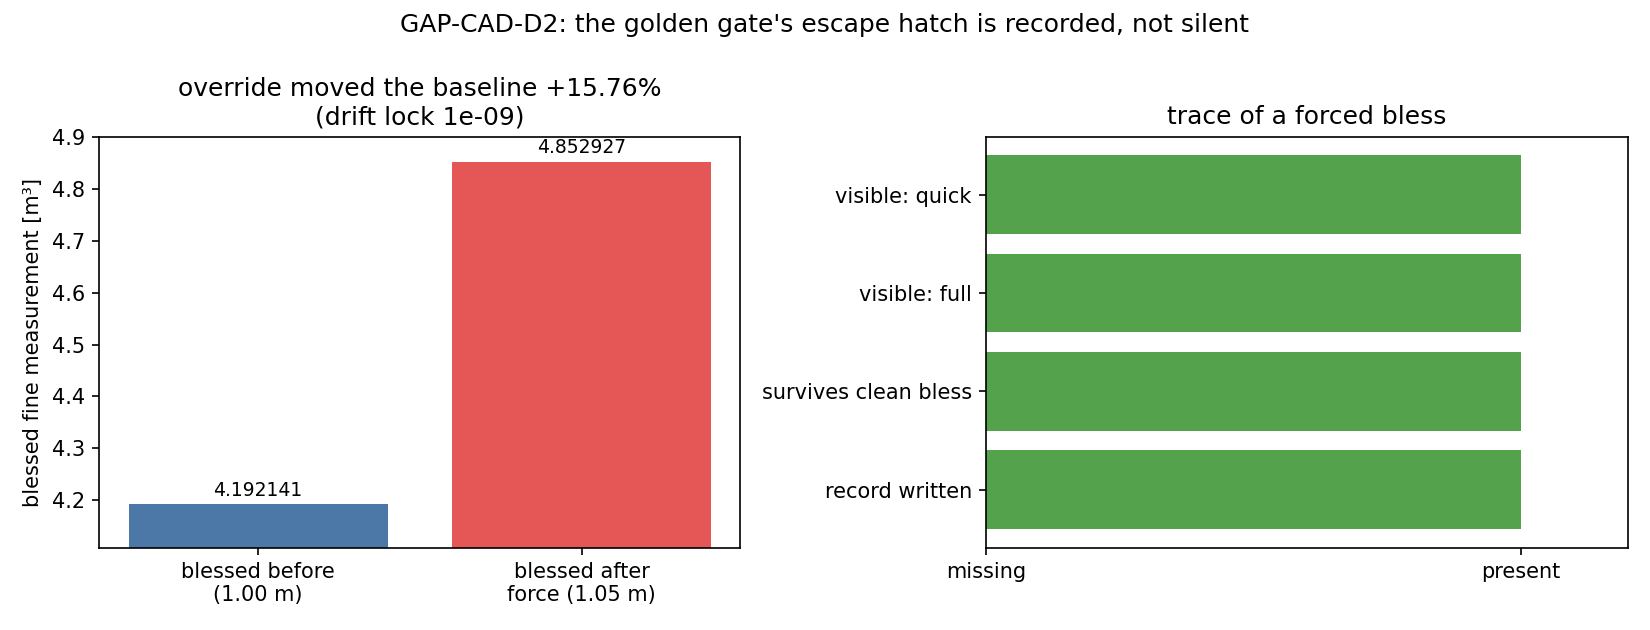 GAP-CAD-D2: the golden gate's escape hatch is recorded, not silent
override moved the baseline +15.76%
(drift lock 1e-09)
blessed fine measurement [m³]
4.9
4.8
4.7
4.6
4.5
4.4
4.3
4.2
4.192141
4.852927
blessed before
(1.00 m)
blessed after
force (1.05 m)
trace of a forced bless
visible: quick
visible: full
survives clean bless
record written
missing
present